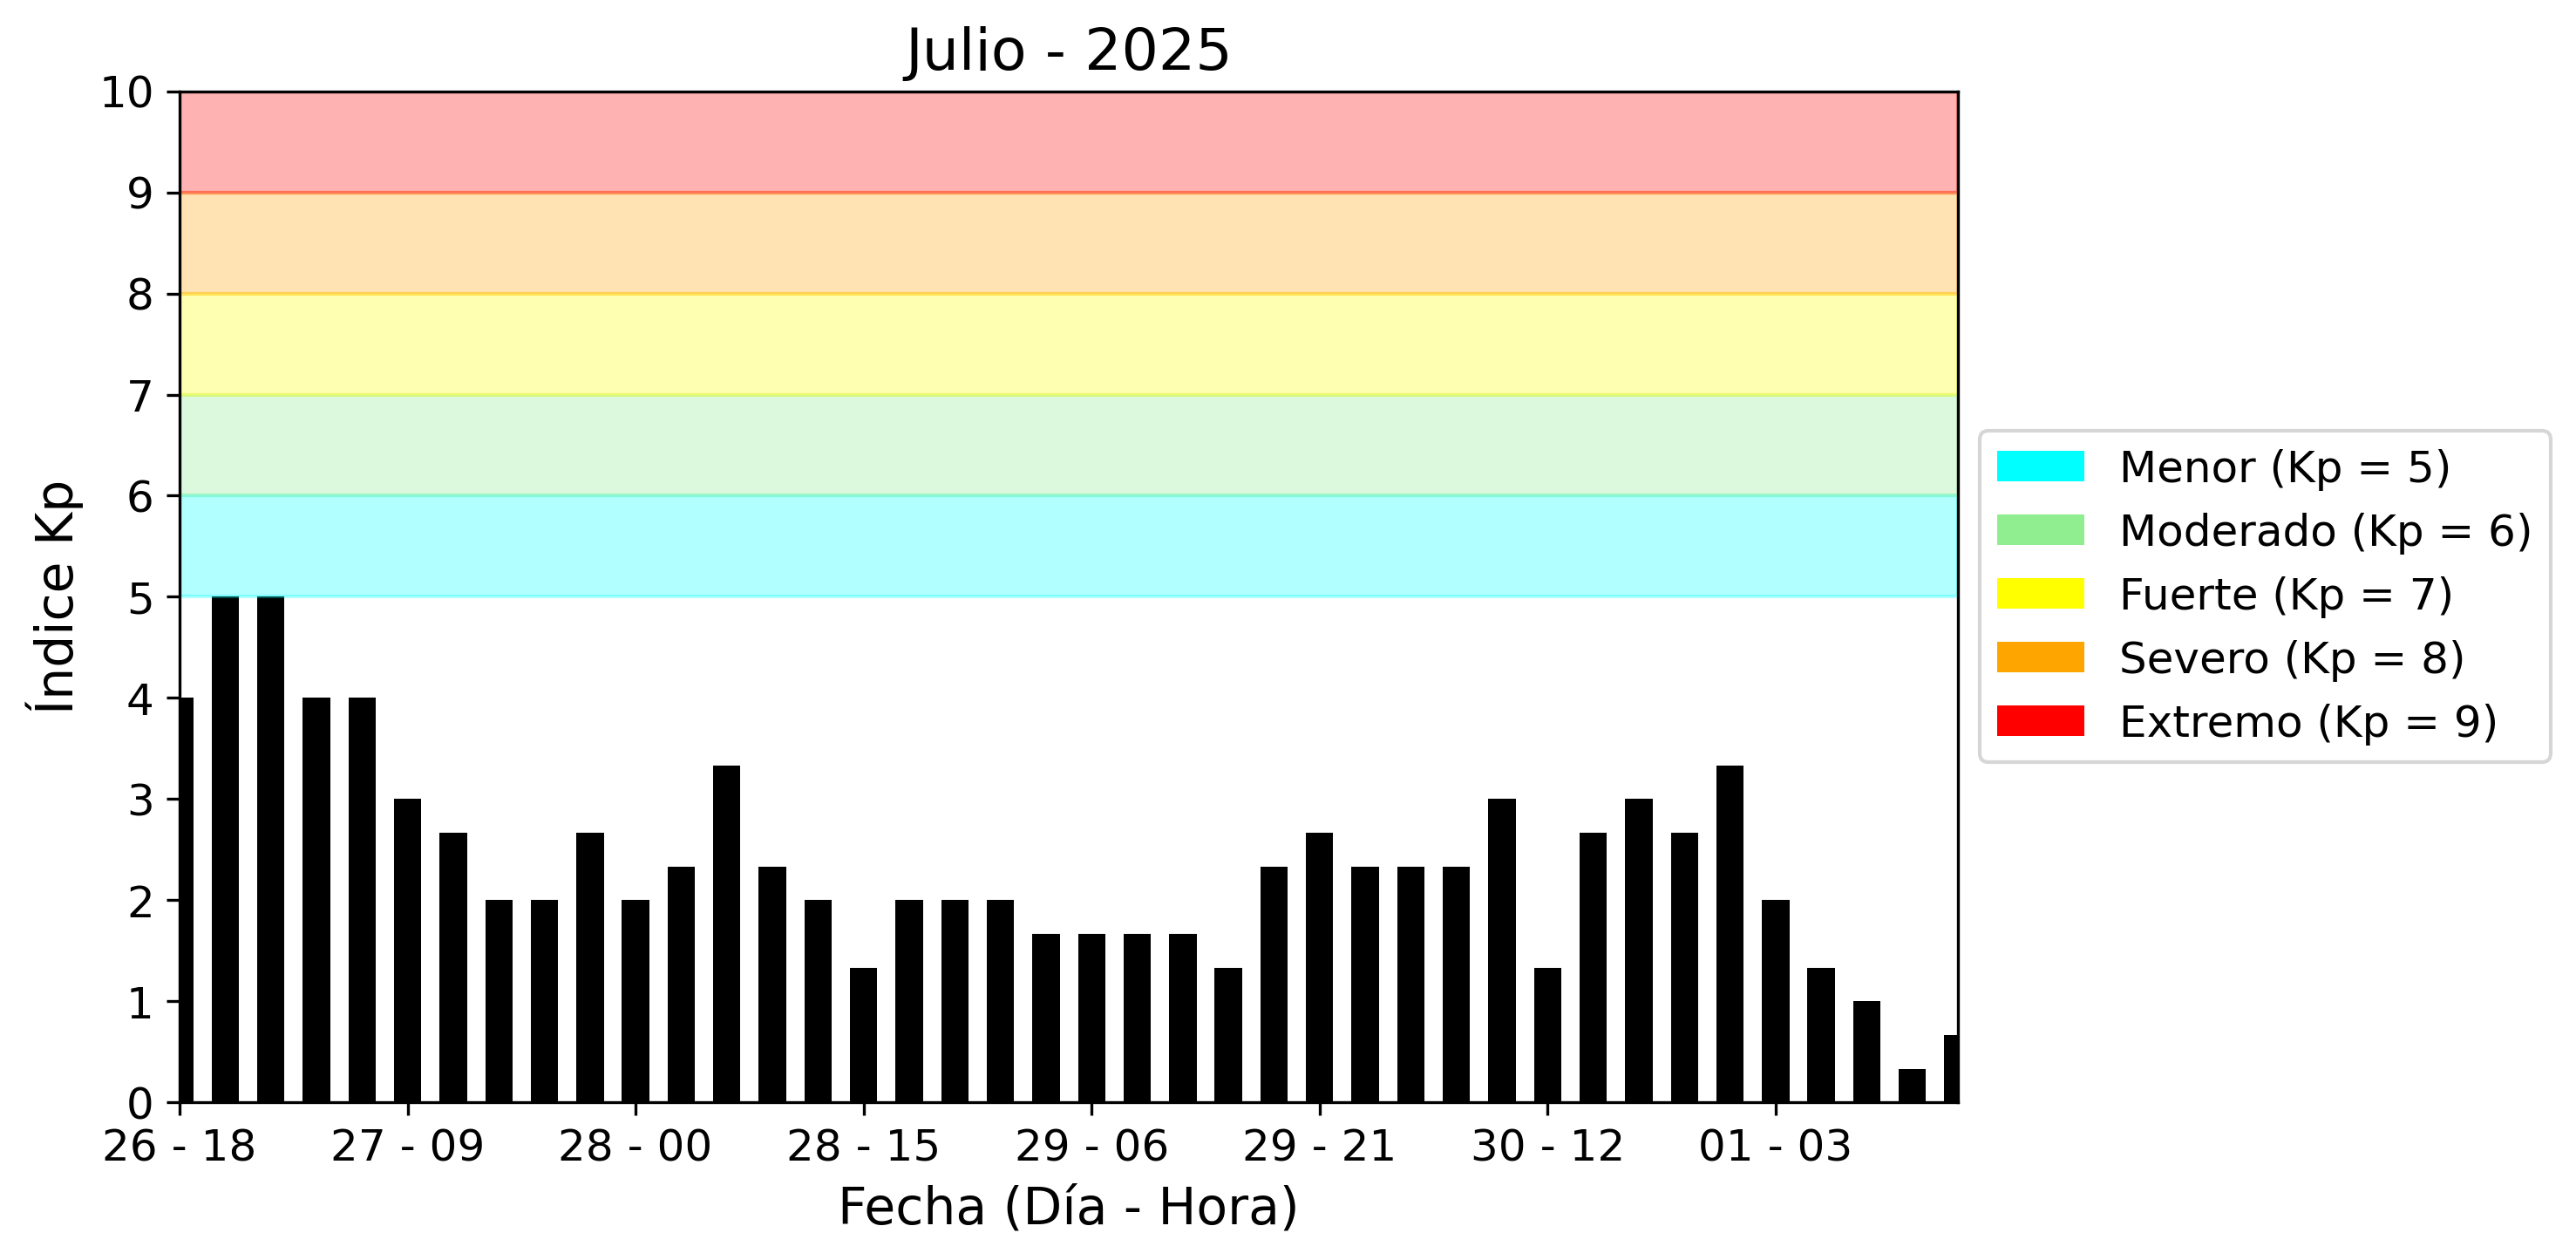 Julio - 2025
10
9
8
7
6
5
4
3
2
1
0
Índice Kp
26 - 18
27 - 09
28 - 00
28 - 15
29 - 06
29 - 21
30 - 12
01 - 03
Fecha (Día - Hora)
Menor (Kp = 5)
Moderado (Kp = 6)
Fuerte (Kp = 7)
Severo (Kp = 8)
Extremo (Kp = 9)